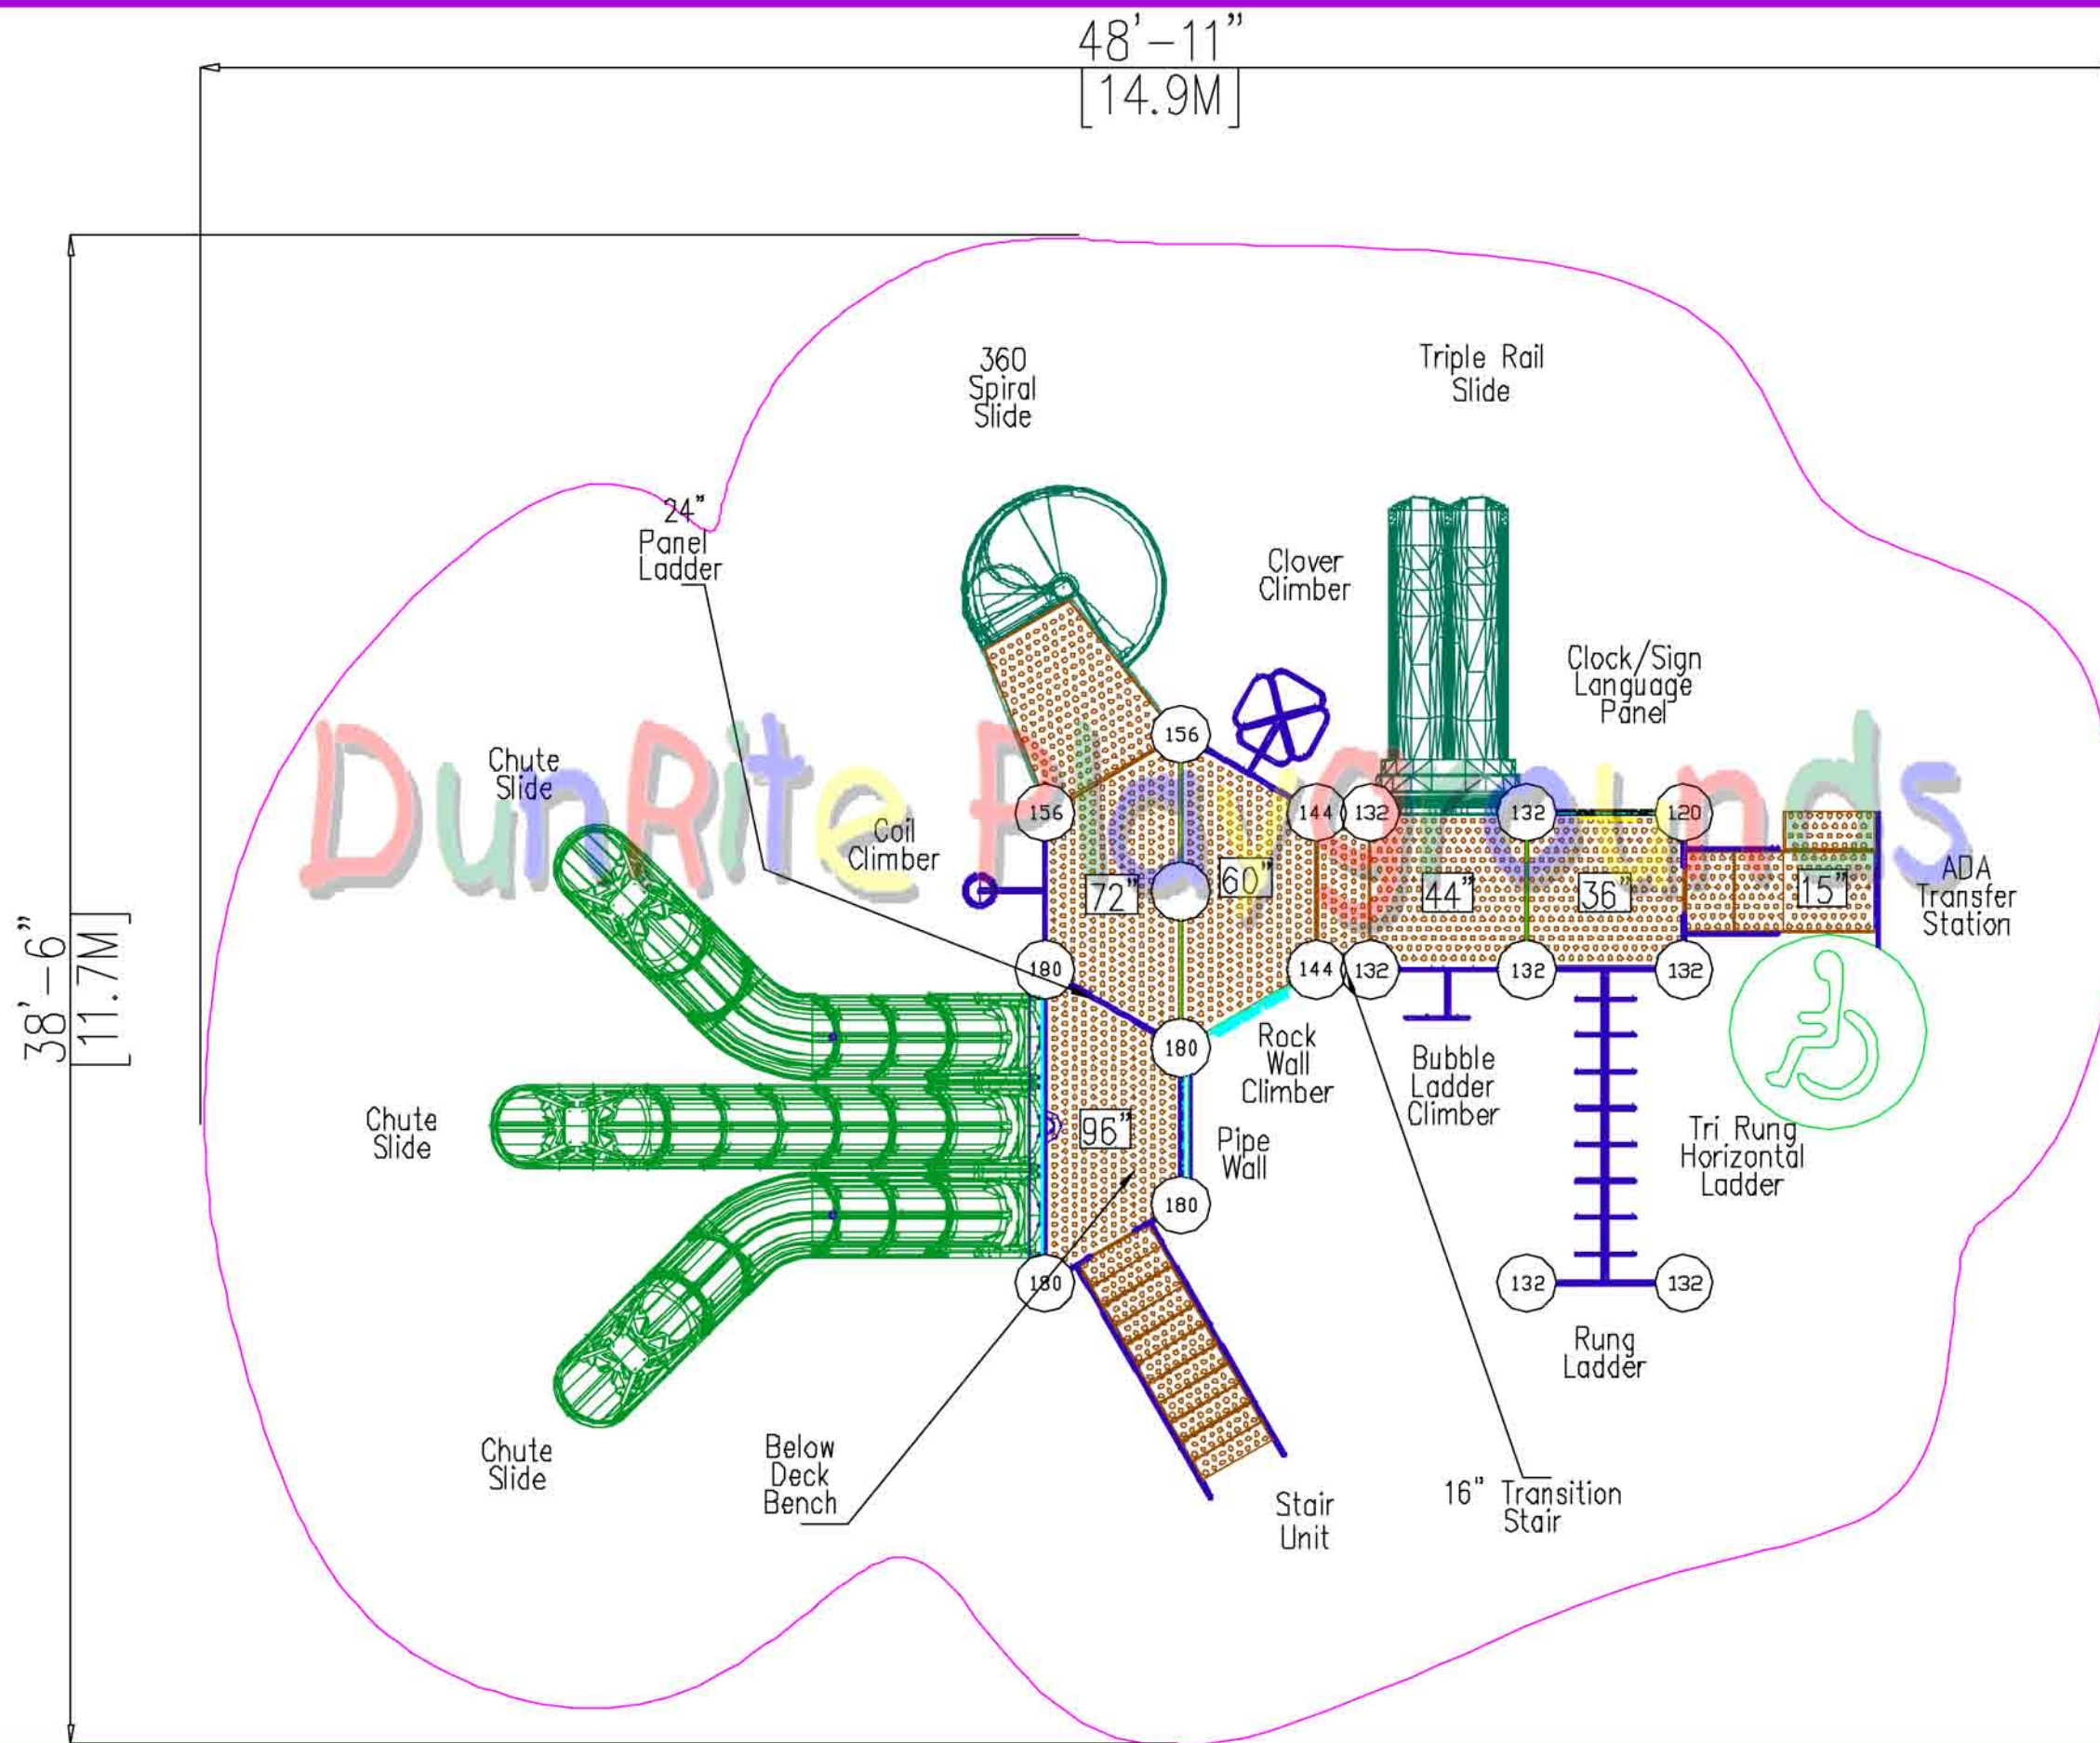 48'-11"
[14.9M]
38'-6"
[11.7M]
360
Spiral
Slide
Triple Rail
Slide
24"
Panel
Ladder
Clover
Climber
Clock/Sign
Language
Panel
Chute
Slide
DunRite Playgrounds
Coil
Climber
156
156
144
132
132
120
72"
60"
44"
36"
15"
ADA
Transfer
Station
180
144
132
132
132
180
Rock
Wall
Climber
Bubble
Ladder
Climber
Chute
Slide
96"
Pipe
Wall
Tri Rung
Horizontal
Ladder
180
180
132
132
Rung
Ladder
Chute
Slide
Below
Deck
Bench
Stair
Unit
16" Transition
Stair